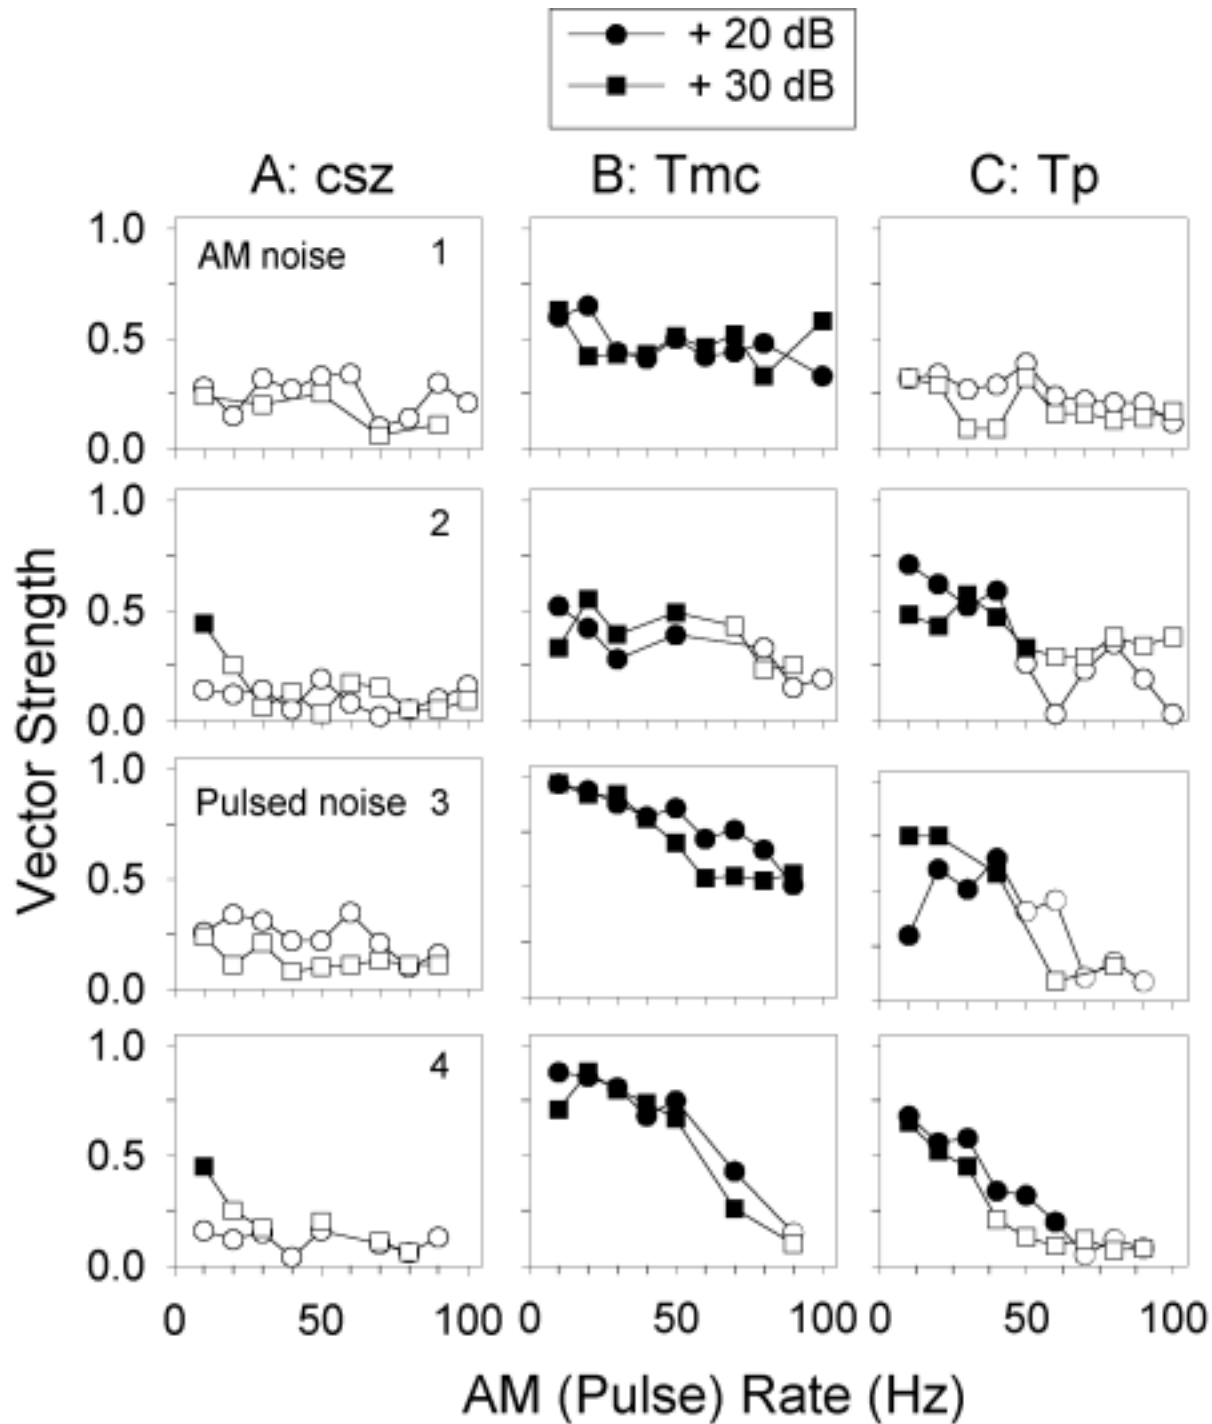 + 20 dB
+ 30 dB
A: csz B: Tmc C: Tp
1.0
AM noise 1
0.5
0.0
1.0
2
0.5
0.0
1.0
Pulsed noise 3
0.5
0.0
1.0
4
0.5
0.0
0 50 100 0 50 100 0 50 100
Vector Strength
AM (Pulse) Rate (Hz)